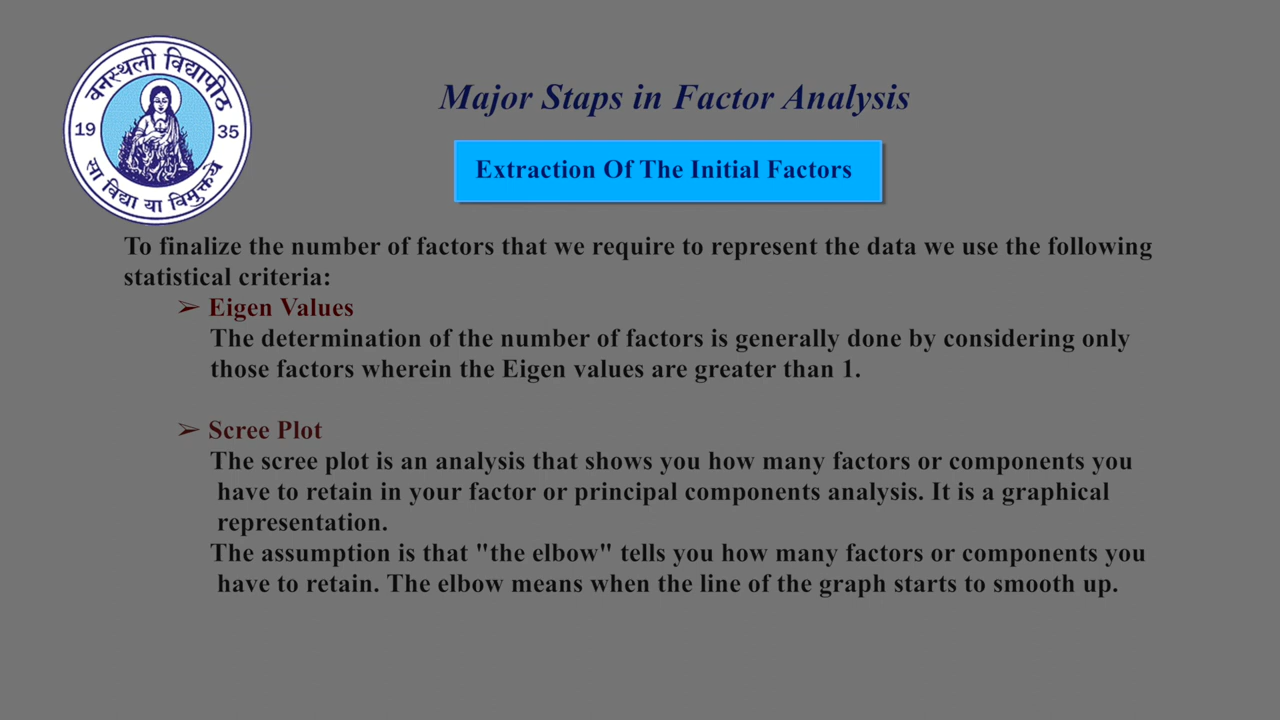 वनस्थली विद्यापीठ
19 35
सा विद्या या विमुक्तये
Major Staps in Factor Analysis
Extraction Of The Initial Factors
To finalize the number of factors that we require to represent the data we use the following
statistical criteria:
➢ Eigen Values
The determination of the number of factors is generally done by considering only
those factors wherein the Eigen values are greater than 1.
➢ Scree Plot
The scree plot is an analysis that shows you how many factors or components you
have to retain in your factor or principal components analysis. It is a graphical
representation.
The assumption is that "the elbow" tells you how many factors or components you
have to retain. The elbow means when the line of the graph starts to smooth up.